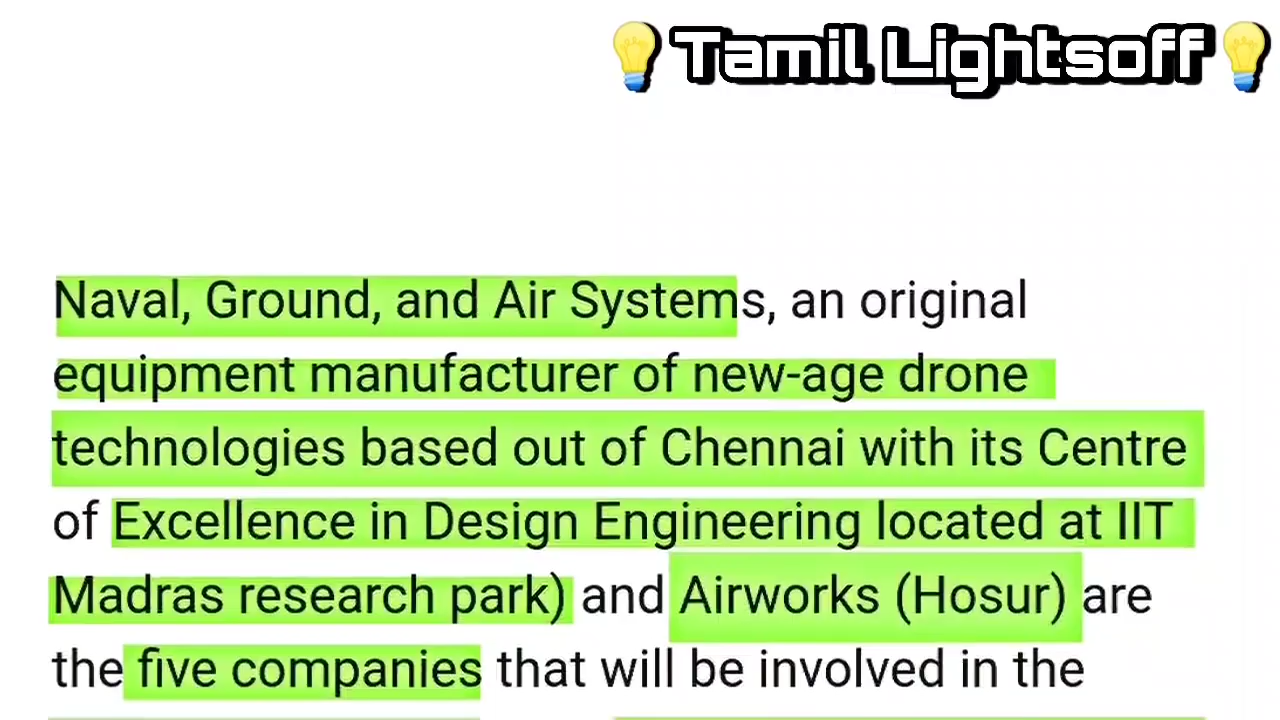 Tamil Lightsoff
Naval, Ground, and Air Systems, an original
equipment manufacturer of new-age drone
technologies based out of Chennai with its Centre
of Excellence in Design Engineering located at IIT
Madras research park) and Airworks (Hosur) are
the five companies that will be involved in the